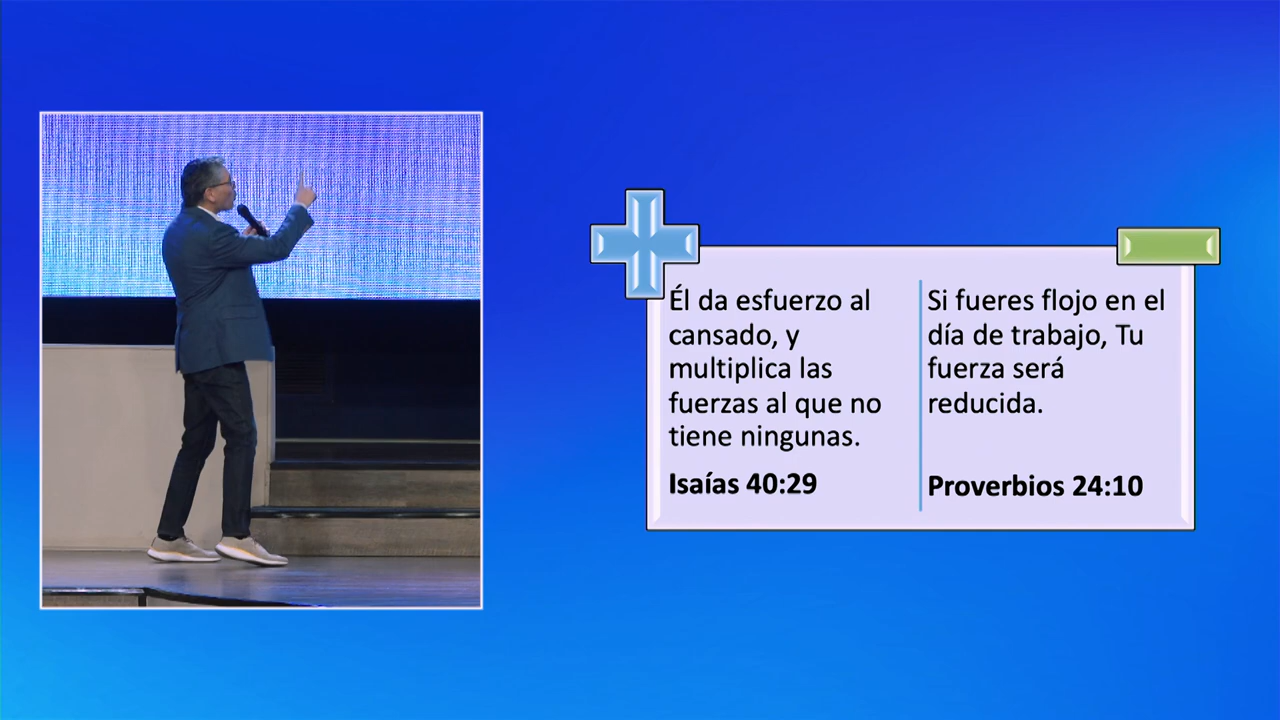 Él da esfuerzo al
cansado, y
multiplica las
fuerzas al que no
tiene ningunas.
Isaías 40:29
Si fueres flojo en el
día de trabajo, Tu
fuerza será
reducida.
Proverbios 24:10